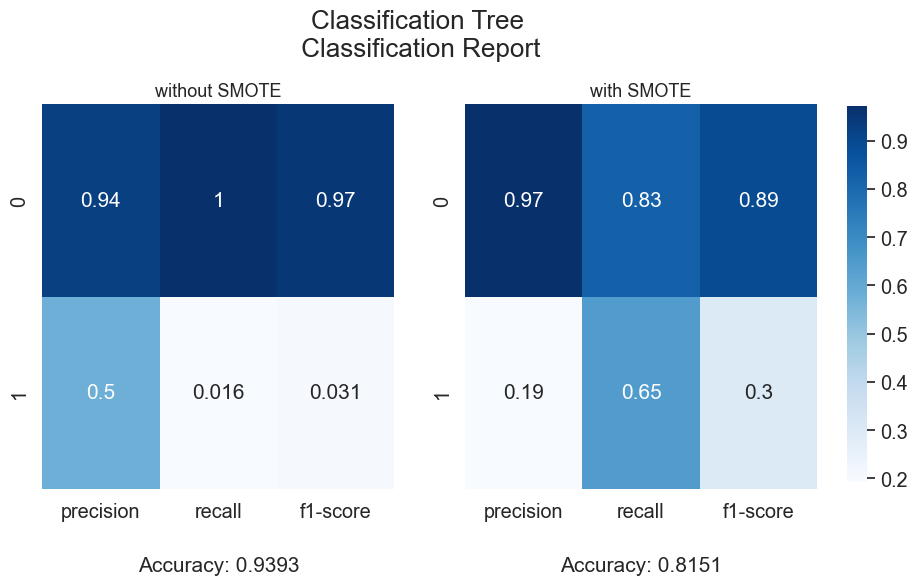 Classification Tree
Classification Report
without SMOTE
0
0.94 1 0.97
1
0.5 0.016 0.031
precision recall f1-score
Accuracy: 0.9393
with SMOTE
0
0.97 0.83 0.89
1
0.19 0.65 0.3
precision recall f1-score
Accuracy: 0.8151
0.9
0.8
0.7
0.6
0.5
0.4
0.3
0.2